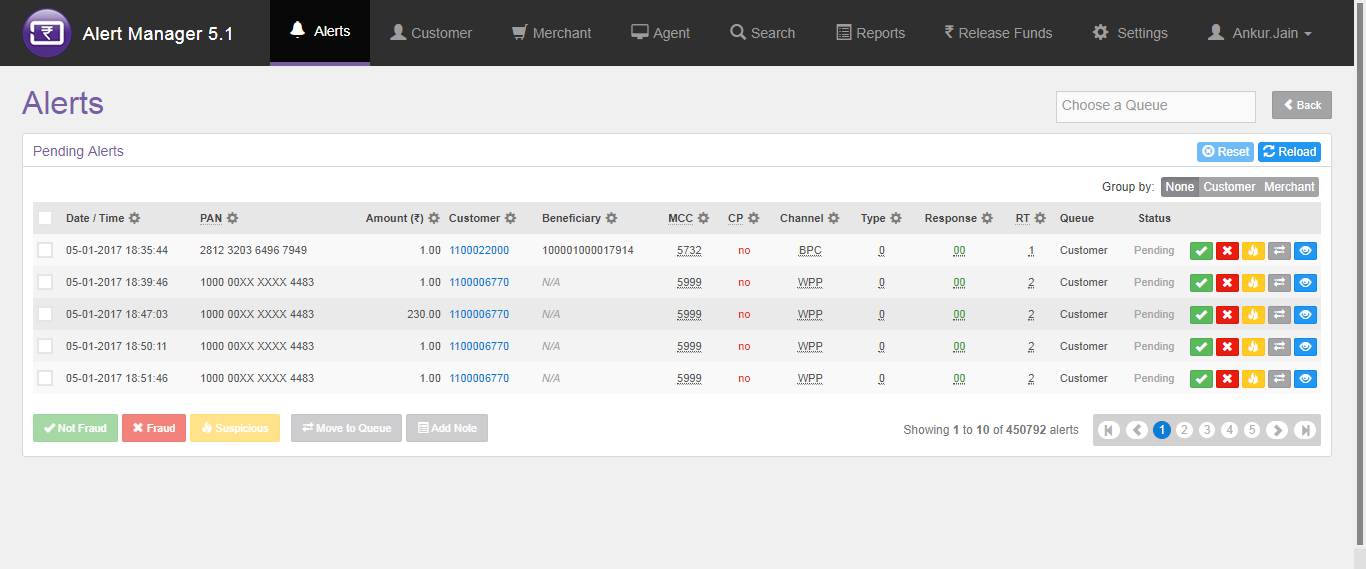 Alert Manager 5.1 Alerts Customer Merchant Agent Search Reports ₹ Release Funds Settings Ankur.Jain
Alerts Choose a Queue Back
Pending Alerts Reset Reload
Group by: None Customer Merchant
Date / Time PAN Amount (₹) Customer Beneficiary MCC CP Channel Type Response RT Queue Status
05-01-2017 18:35:44 2812 3203 6496 7949 1.00 1100022000 100001000017914 5732 no BPC 0 00 1 Customer Pending
05-01-2017 18:39:46 1000 00XX XXXX 4483 1.00 1100006770 N/A 5999 no WPP 0 00 2 Customer Pending
05-01-2017 18:47:03 1000 00XX XXXX 4483 230.00 1100006770 N/A 5999 no WPP 0 00 2 Customer Pending
05-01-2017 18:50:11 1000 00XX XXXX 4483 1.00 1100006770 N/A 5999 no WPP 0 00 2 Customer Pending
05-01-2017 18:51:46 1000 00XX XXXX 4483 1.00 1100006770 N/A 5999 no WPP 0 00 2 Customer Pending
Not Fraud Fraud Suspicious Move to Queue Add Note Showing 1 to 10 of 450792 alerts 1 2 3 4 5